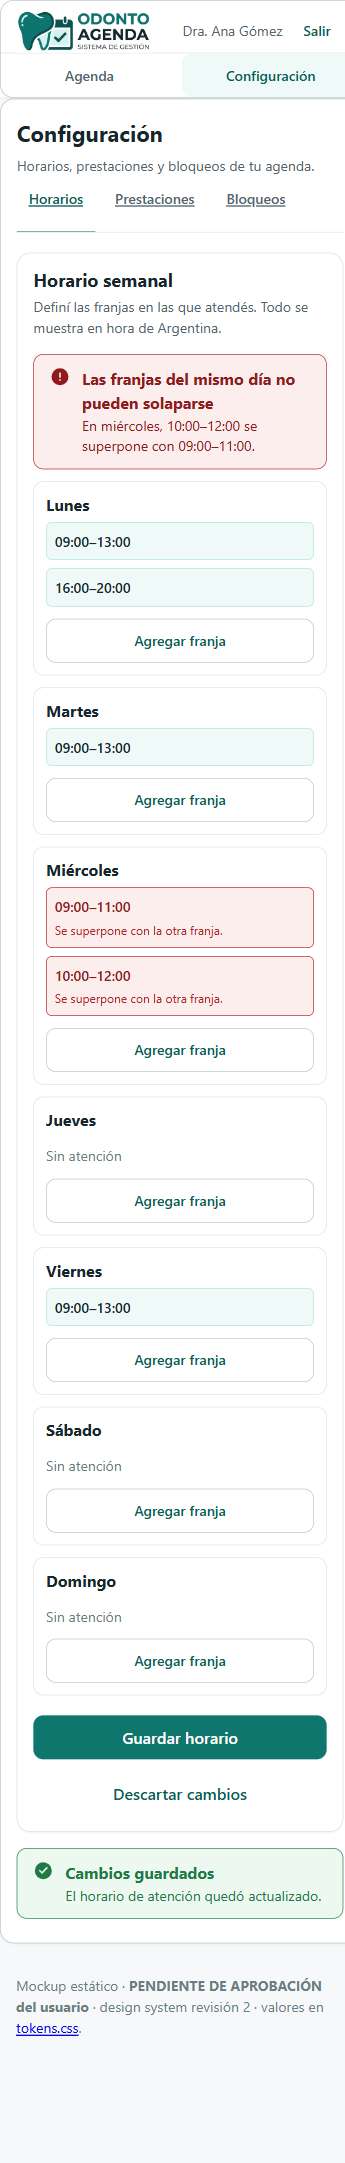 ODONTO
AGENDA
SISTEMA DE GESTIÓN
Dra. Ana Gómez
Salir
Agenda
Configuración
Configuración
Horarios, prestaciones y bloqueos de tu agenda.
Horarios
Prestaciones
Bloqueos
Horario semanal
Definí las franjas en las que atendés. Todo se
muestra en hora de Argentina.
Las franjas del mismo día no
pueden solaparse
En miércoles, 10:00–12:00 se
superpone con 09:00–11:00.
Lunes
09:00–13:00
16:00–20:00
Agregar franja
Martes
09:00–13:00
Agregar franja
Miércoles
09:00–11:00
Se superpone con la otra franja.
10:00–12:00
Se superpone con la otra franja.
Agregar franja
Jueves
Sin atención
Agregar franja
Viernes
09:00–13:00
Agregar franja
Sábado
Sin atención
Agregar franja
Domingo
Sin atención
Agregar franja
Guardar horario
Descartar cambios
Cambios guardados
El horario de atención quedó actualizado.
Mockup estático · PENDIENTE DE APROBACIÓN
del usuario · design system revisión 2 · valores en
tokens.css.